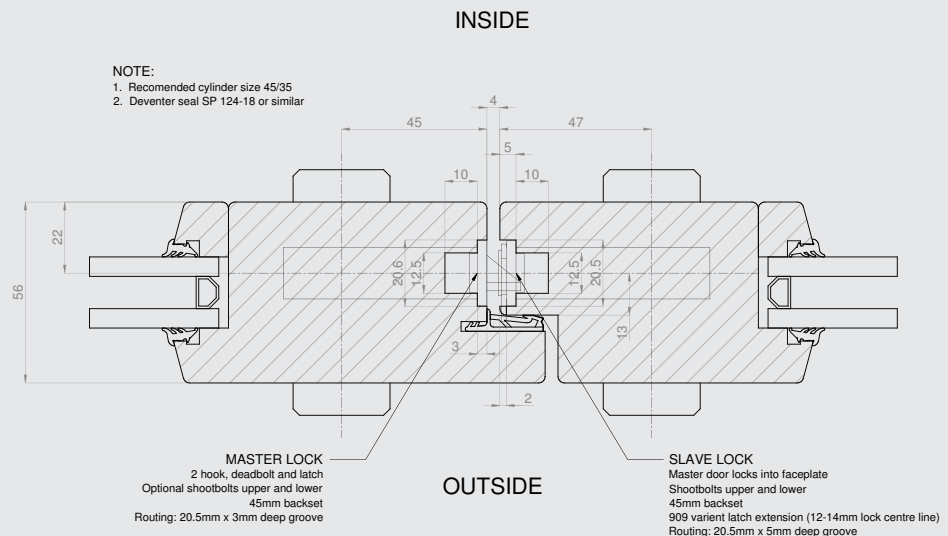 INSIDE
NOTE:
1. Recomended cylinder size 45/35
2. Deventer seal SP 124-18 or similar
4
45
47
5
10
10
22
56
20.6
12.5
12.5
20.5
13
3
2
MASTER LOCK
2 hook, deadbolt and latch
Optional shootbolts upper and lower
45mm backset
Routing: 20.5mm x 3mm deep groove
OUTSIDE
SLAVE LOCK
Master door locks into faceplate
Shootbolts upper and lower
45mm backset
909 varient latch extension (12-14mm lock centre line)
Routing: 20.5mm x 5mm deep groove